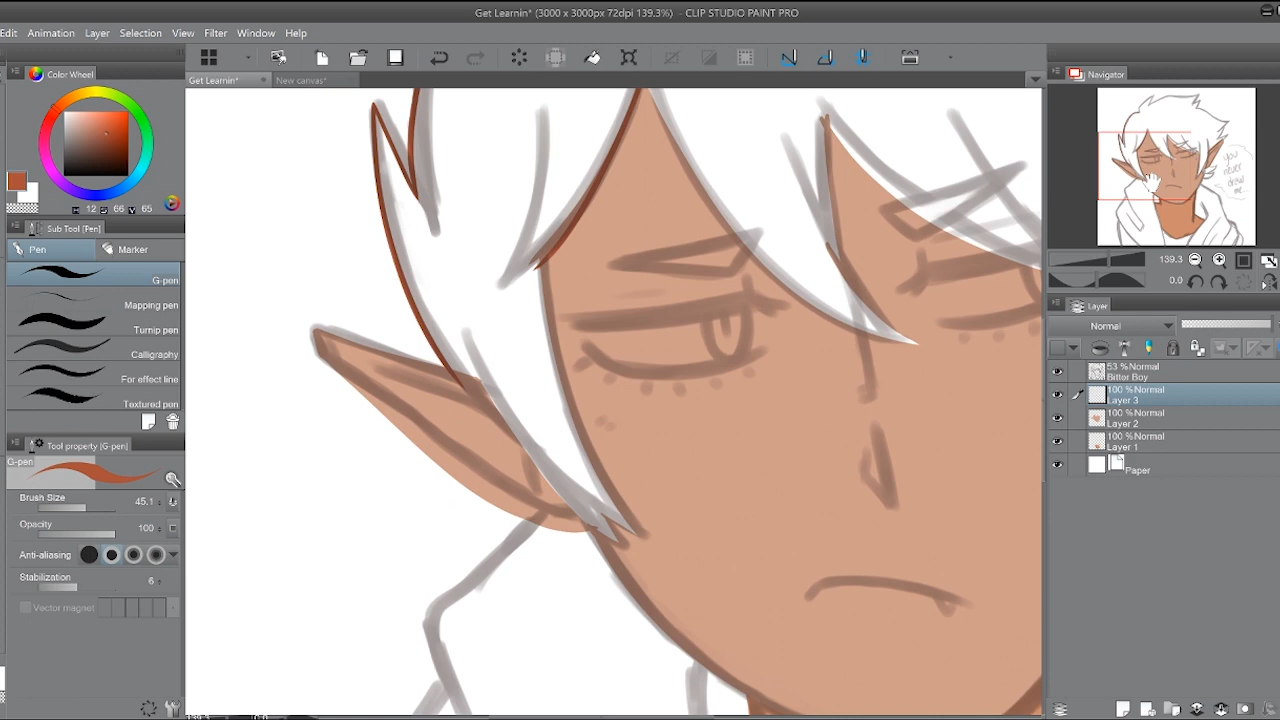 Get Learnin* (3000 x 3000px 72dpi 139.3%) - CLIP STUDIO PAINT PRO
Edit Animation Layer Selection View Filter Window Help
Get Learnin* New canvas*
Color Wheel
H 12 S 66 V 65
Sub Tool [Pen]
Pen Marker
G-pen
Mapping pen
Turnip pen
Calligraphy
For effect line
Textured pen
Tool property [G-pen]
G-pen
Brush Size 45.1
Opacity 100
Anti-aliasing
Stabilization 6
Vector magnet
Navigator
you
never
draw
me...
139.3
0.0
Layer
Normal
53 %Normal
Bitter Boy
100 %Normal
Layer 3
100 %Normal
Layer 2
100 %Normal
Layer 1
Paper